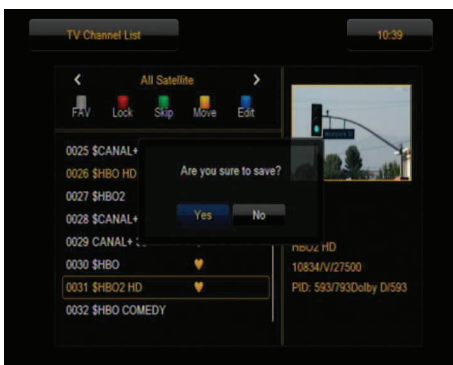 TV Channel List
10:39
All Satellite
FAV Lock Skip Move Edit
0025 $CANAL+
0026 $HBO HD
0027 $HBO2
0028 $CANAL+
0029 CANAL+
0030 $HBO
0031 $HBO2 HD
0032 $HBO COMEDY
Are you sure to save?
Yes No
HBO2 HD
10834/V/27500
PID: 593/793Dolby D/593